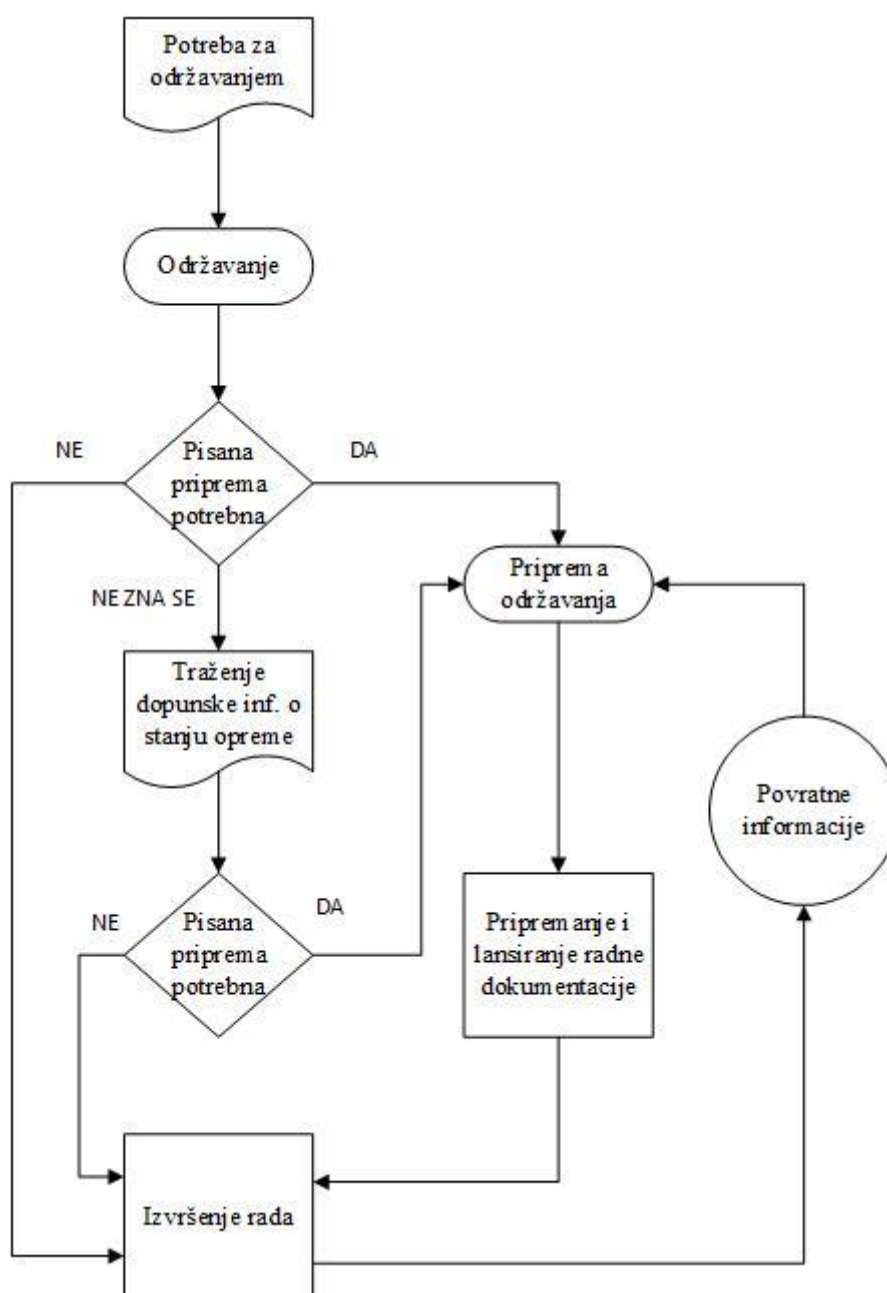 Potreba za
održavanjem
Održavanje
NE
Pisana
priprema
potrebna
DA
NE ZNA SE
Priprema
održavanja
Traženje
dopunske inf. o
stanju opreme
Povratne
informacije
NE
Pisana
priprema
potrebna
DA
Pripremanje i
lansiranje radne
dokumentacije
Izvršenje rada